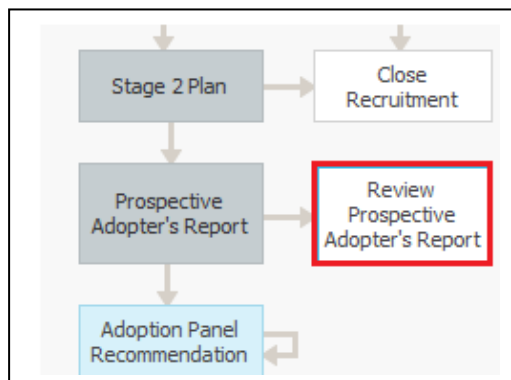 Stage 2 Plan
Close
Recruitment
Prospective
Adopter's Report
Review
Prospective
Adopter's Report
Adoption Panel
Recommendation